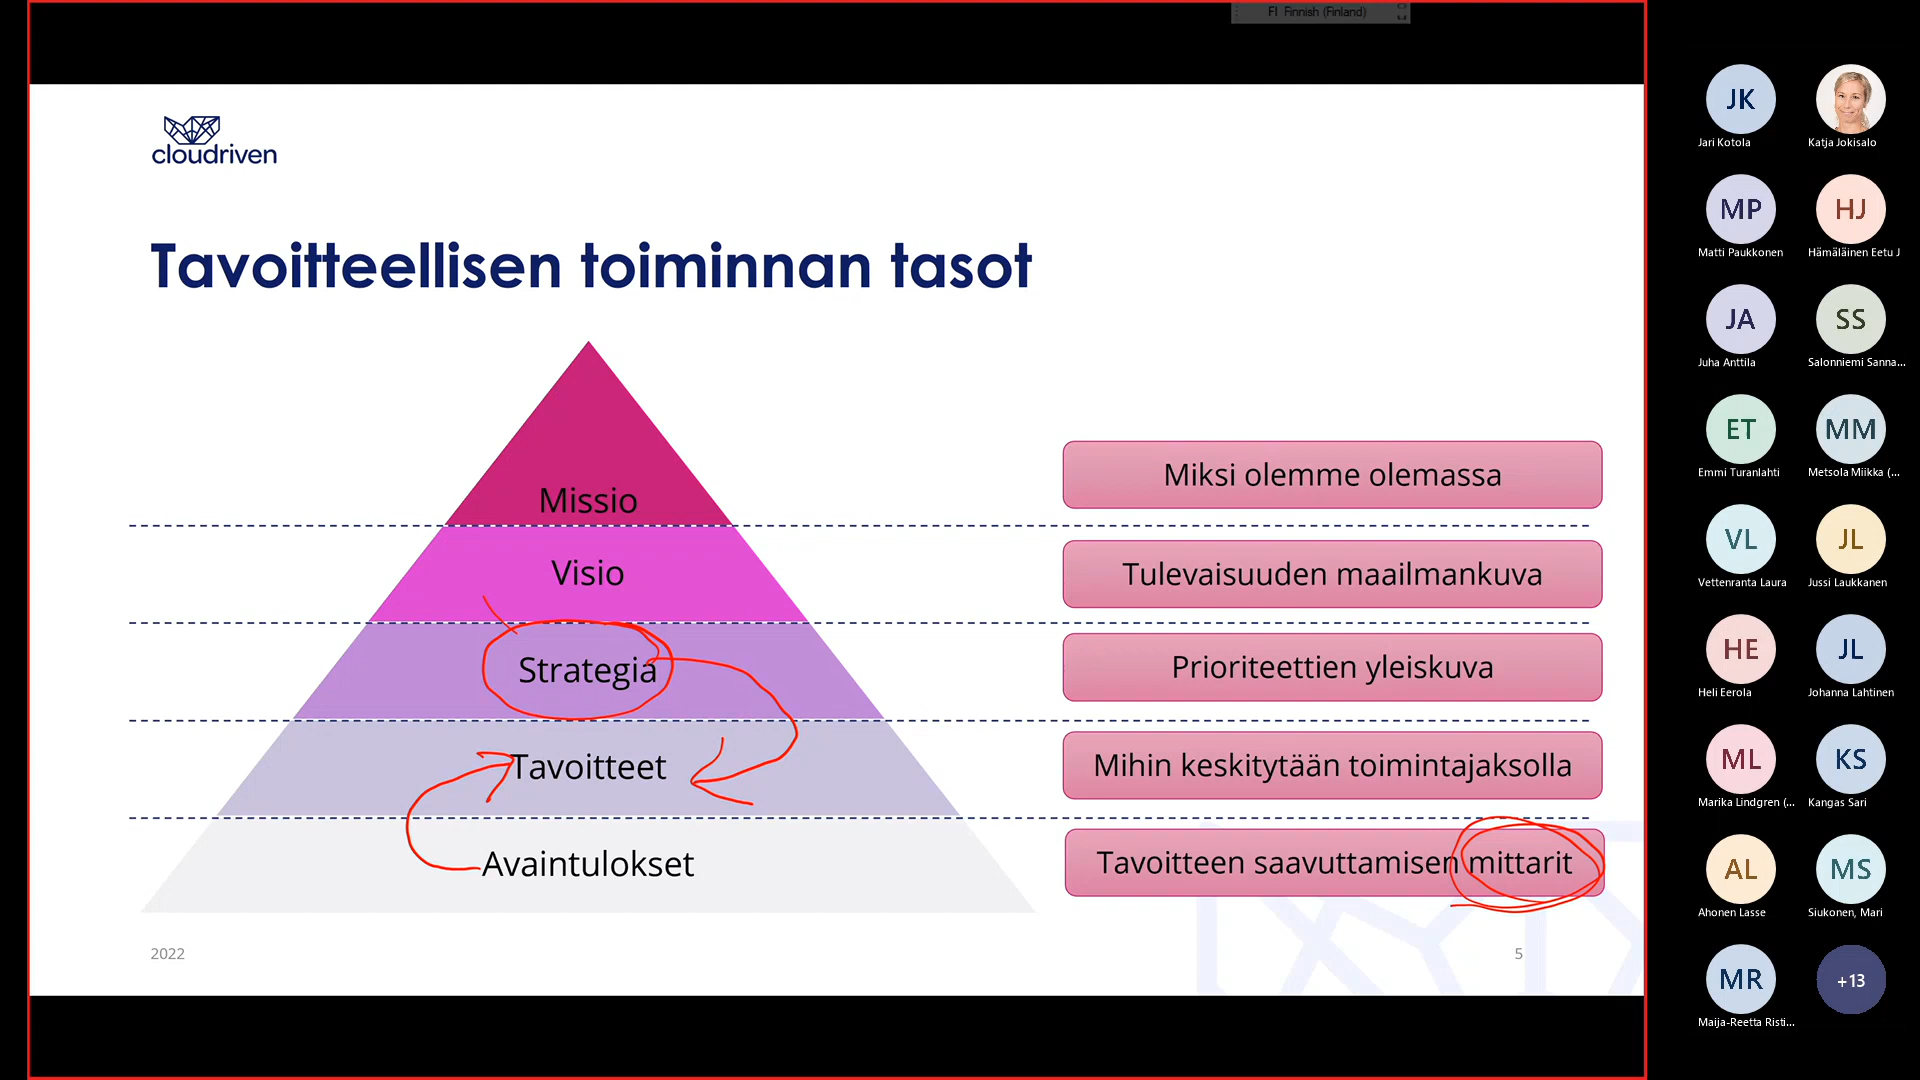 FI Finnish (Finland)
cloudriven
Tavoitteellisen toiminnan tasot
Missio
Miksi olemme olemassa
Visio
Tulevaisuuden maailmankuva
Strategia
Prioriteettien yleiskuva
Tavoitteet
Mihin keskitytään toimintajaksolla
Avaintulokset
Tavoitteen saavuttamisen mittarit
2022
5
JK
Jari Kotola
Katja Jokisalo
MP
Matti Paukkonen
HJ
Hämäläinen Eetu J
JA
Juha Anttila
SS
Salonniemi Sanna...
ET
Emmi Turanlahti
MM
Metsola Miikka (...
VL
Vettenranta Laura
JL
Jussi Laukkanen
HE
Heli Eerola
JL
Johanna Lahtinen
ML
Marika Lindgren (...
KS
Kangas Sari
AL
Ahonen Lasse
MS
Siukonen, Mari
MR
Maija-Reetta Risti...
+13